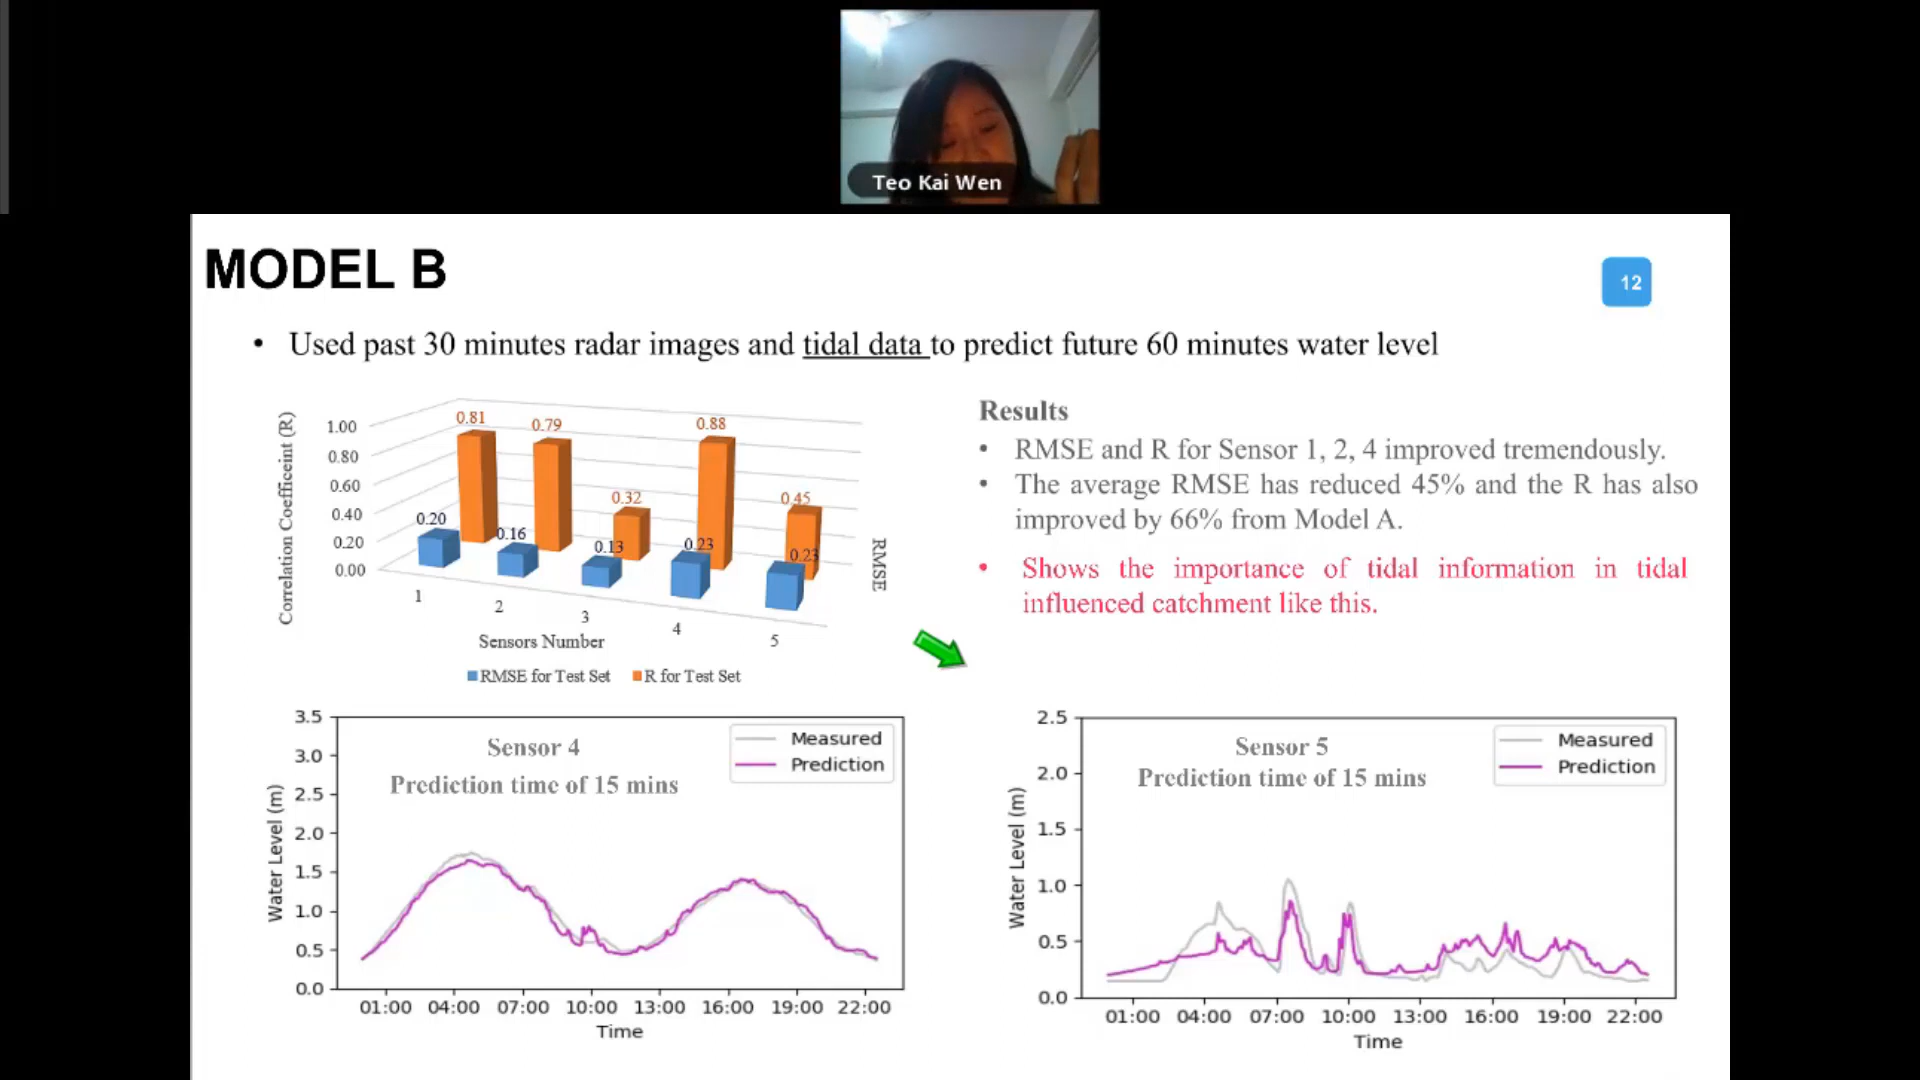 Teo Kai Wen
MODEL B
12
• Used past 30 minutes radar images and tidal data to predict future 60 minutes water level
Correlation Coefficeint (R)
1.00
0.80
0.60
0.40
0.20
0.00
0.81
0.79
0.32
0.88
0.45
0.20
0.16
0.13
0.23
0.23
RMSE
1
2
3
4
5
Sensors Number
RMSE for Test Set
R for Test Set
Results
• RMSE and R for Sensor 1, 2, 4 improved tremendously.
• The average RMSE has reduced 45% and the R has also
improved by 66% from Model A.
• Shows the importance of tidal information in tidal
influenced catchment like this.
Water Level (m)
3.5
3.0
2.5
2.0
1.5
1.0
0.5
0.0
Sensor 4
Prediction time of 15 mins
Measured
Prediction
01:00 04:00 07:00 10:00 13:00 16:00 19:00 22:00
Time
Water Level (m)
2.5
2.0
1.5
1.0
0.5
0.0
Sensor 5
Prediction time of 15 mins
Measured
Prediction
01:00 04:00 07:00 10:00 13:00 16:00 19:00 22:00
Time